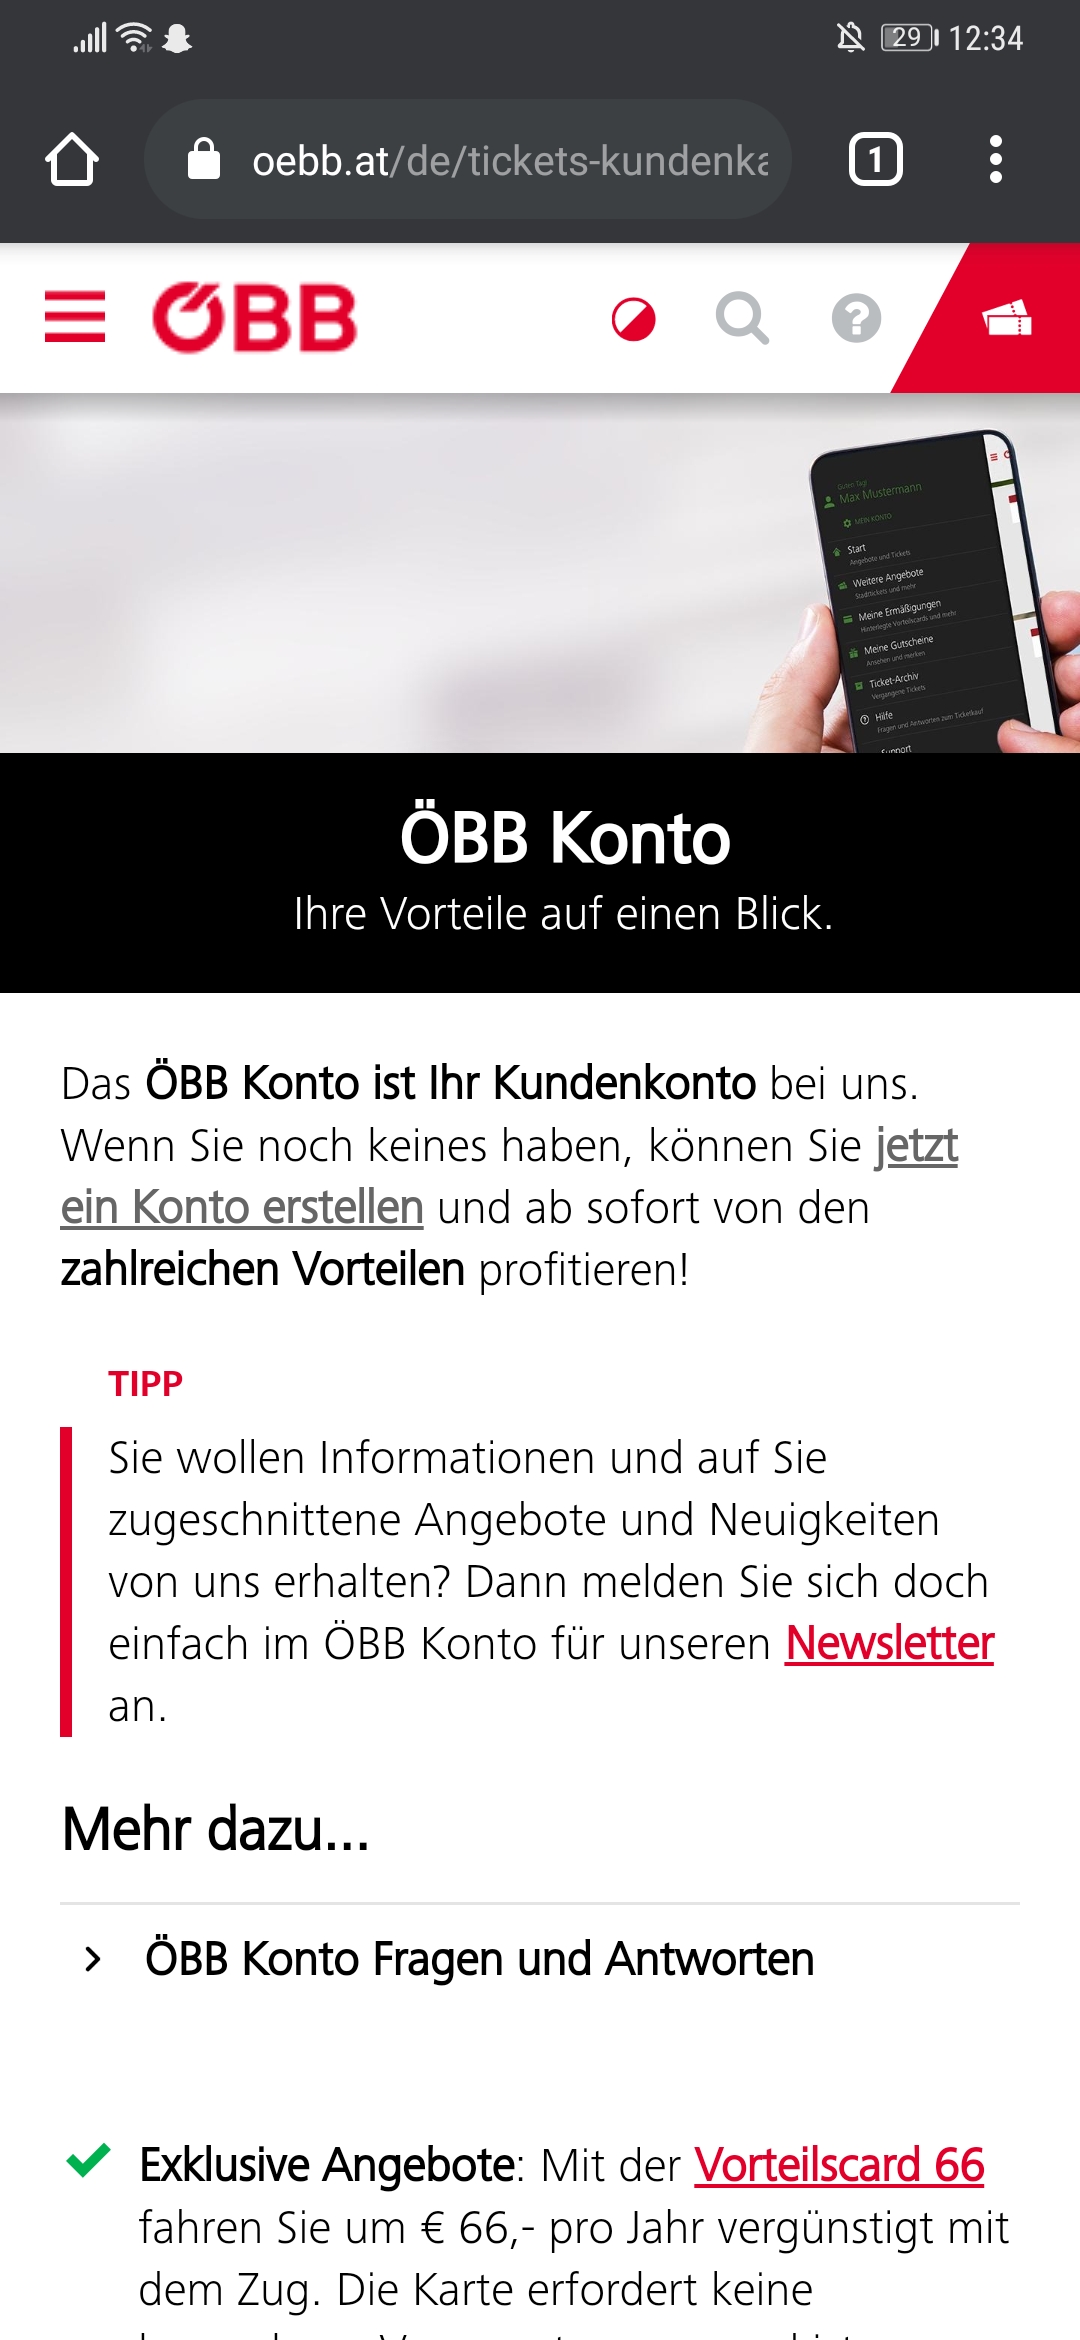 29 12:34
oebb.at/de/tickets-kundenka
1
ÖBB
Guten Tag!
Max Mustermann
MEIN KONTO
Start
Angebote und Tickets
Weitere Angebote
Stadttickets und mehr
Meine Ermäßigungen
Hinterlegte Vorteilscards und mehr
Meine Gutscheine
Ansehen und merken
Ticket-Archiv
Vergangene Tickets
Hilfe
Fragen und Antworten zum Ticketkauf
Support
ÖBB Konto
Ihre Vorteile auf einen Blick.
Das ÖBB Konto ist Ihr Kundenkonto bei uns.
Wenn Sie noch keines haben, können Sie jetzt
ein Konto erstellen und ab sofort von den
zahlreichen Vorteilen profitieren!
TIPP
Sie wollen Informationen und auf Sie
zugeschnittene Angebote und Neuigkeiten
von uns erhalten? Dann melden Sie sich doch
einfach im ÖBB Konto für unseren Newsletter
an.
Mehr dazu...
ÖBB Konto Fragen und Antworten
Exklusive Angebote: Mit der Vorteilscard 66
fahren Sie um € 66,- pro Jahr vergünstigt mit
dem Zug. Die Karte erfordert keine